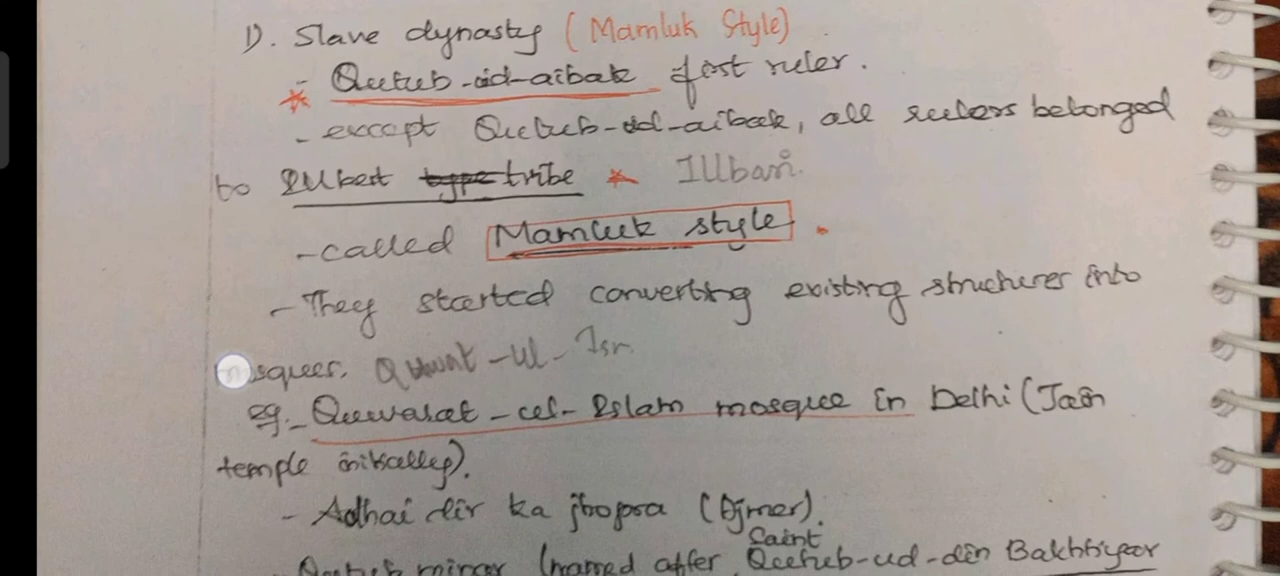 1). Slave dynasty (Mamluk Style)
- Qutub-ud-aibak first ruler.
- except Qutub-ud-aibak, all rulers belonged
to Ilbert type tribe Ilbari.
- called Mamluk style.
- They started converting existing structures into
mosques. Quwat-ul-Isr.
eg. Quwwat-ul-Islam mosque in Delhi (Jain
temple initially).
- Adhai din ka jhopra (Ajmer).
Saint
Qutub minar (named after Qutub-ud-din Bakhtiyar